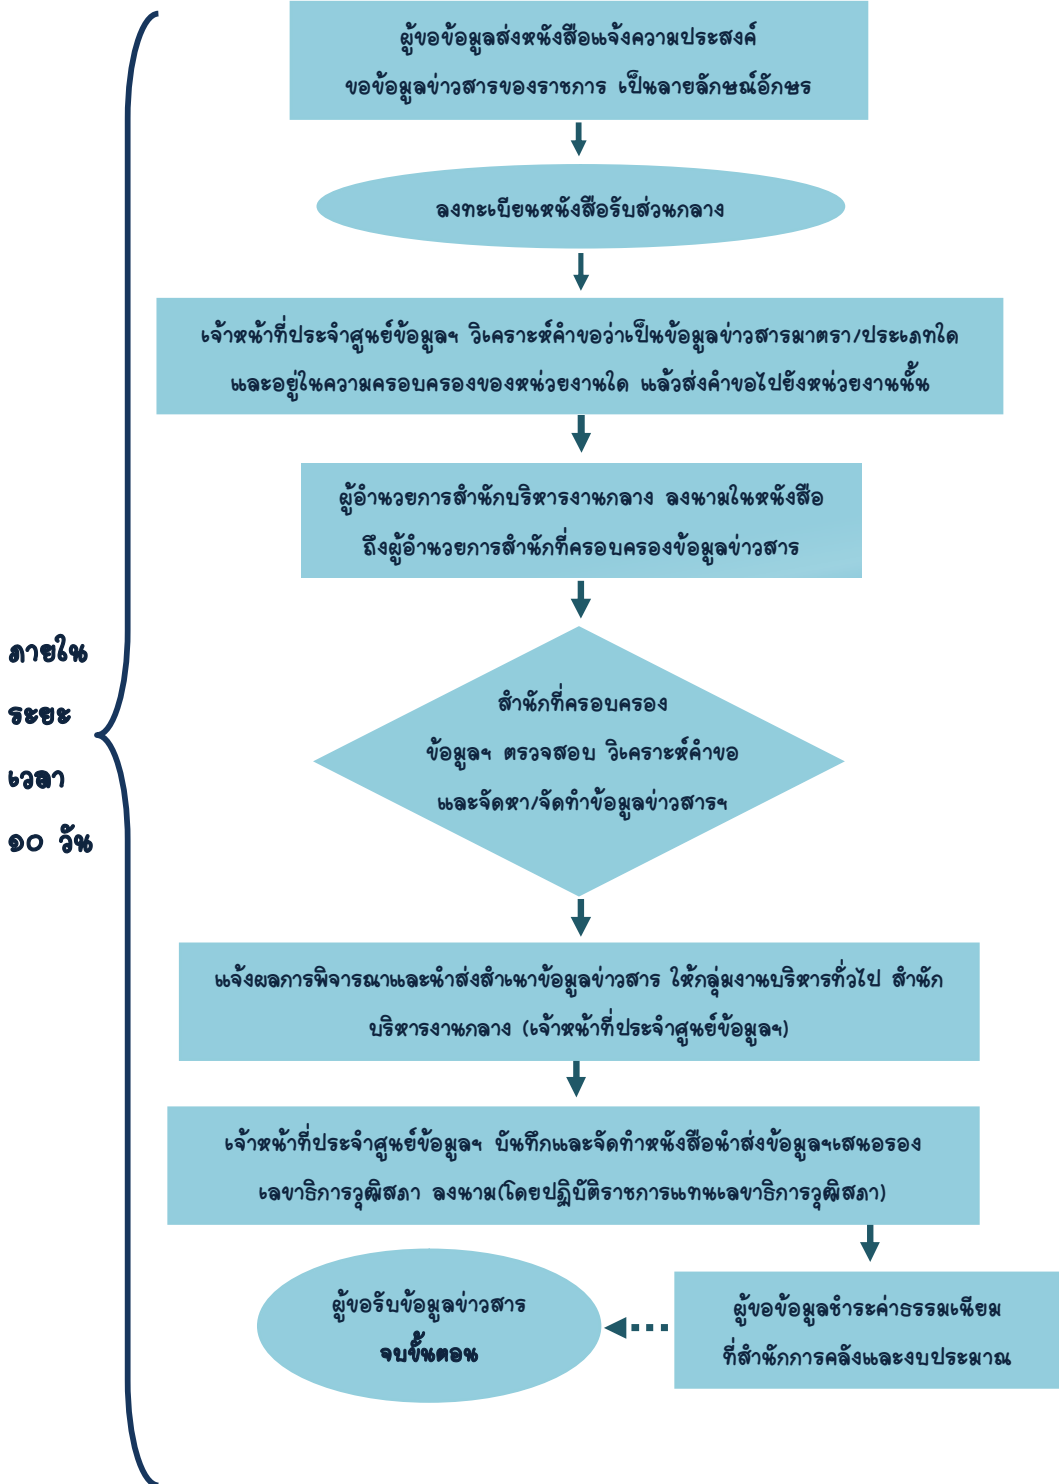 ผู้ขอข้อมูลส่งหนังสือแจ้งความประสงค์
ขอข้อมูลข่าวสารของราชการ เป็นลายลักษณ์อักษร
ลงทะเบียนหนังสือรับส่วนกลาง
เจ้าหน้าที่ประจำศูนย์ข้อมูลฯ วิเคราะห์คำขอว่าเป็นข้อมูลข่าวสารมาตรา/ประเภทใด
และอยู่ในความครอบครองของหน่วยงานใด แล้วส่งคำขอไปยังหน่วยงานนั้น
ผู้อำนวยการสำนักบริหารงานกลาง ลงนามในหนังสือ
ถึงผู้อำนวยการสำนักที่ครอบครองข้อมูลข่าวสาร
ภายใน
ระยะ
เวลา
๑๐ วัน
สำนักที่ครอบครอง
ข้อมูลฯ ตรวจสอบ วิเคราะห์คำขอ
และจัดหา/จัดทำข้อมูลข่าวสารฯ
แจ้งผลการพิจารณาและนำส่งสำเนาข้อมูลข่าวสาร ให้กลุ่มงานบริหารทั่วไป สำนัก
บริหารงานกลาง (เจ้าหน้าที่ประจำศูนย์ข้อมูลฯ)
เจ้าหน้าที่ประจำศูนย์ข้อมูลฯ บันทึกและจัดทำหนังสือนำส่งข้อมูลฯเสนอรอง
เลขาธิการวุฒิสภา ลงนาม(โดยปฏิบัติราชการแทนเลขาธิการวุฒิสภา)
ผู้ขอข้อมูลชำระค่าธรรมเนียม
ที่สำนักการคลังและงบประมาณ
ผู้ขอรับข้อมูลข่าวสาร
จบขั้นตอน